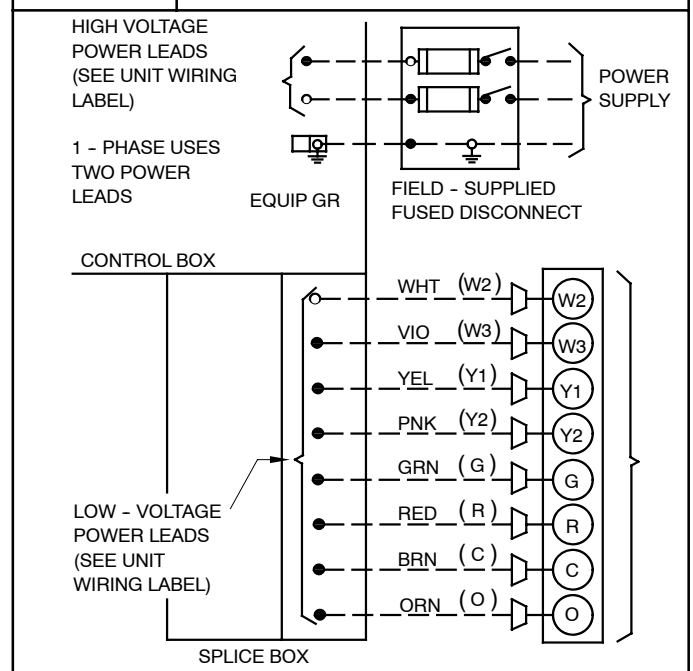 HIGH VOLTAGE
POWER LEADS
(SEE UNIT WIRING
LABEL)
POWER
SUPPLY
1 - PHASE USES
TWO POWER
LEADS
EQUIP GR
FIELD - SUPPLIED
FUSED DISCONNECT
CONTROL BOX
WHT (W2) W2
VIO (W3) W3
YEL (Y1) Y1
PNK (Y2) Y2
GRN ( G ) G
RED ( R ) R
BRN ( C ) C
ORN ( O ) O
LOW - VOLTAGE
POWER LEADS
(SEE UNIT
WIRING LABEL)
SPLICE BOX